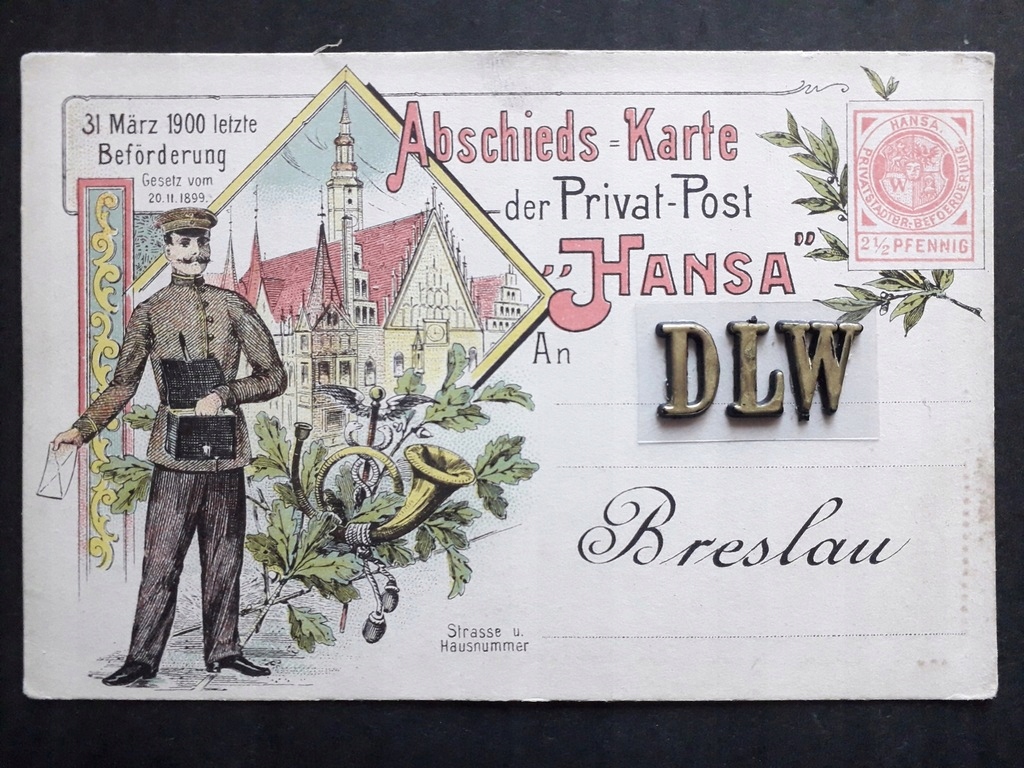 31 März 1900 letzte
Beförderung
Gesetz vom
20.11.1899.
Abschieds=Karte
der Privat-Post
„HANSA"
An
DLW
Breslau
Strasse u.
Hausnummer
HANSA.
PRIVATSTADTBR.-BEFOERDERUNG.
W
2½ PFENNIG